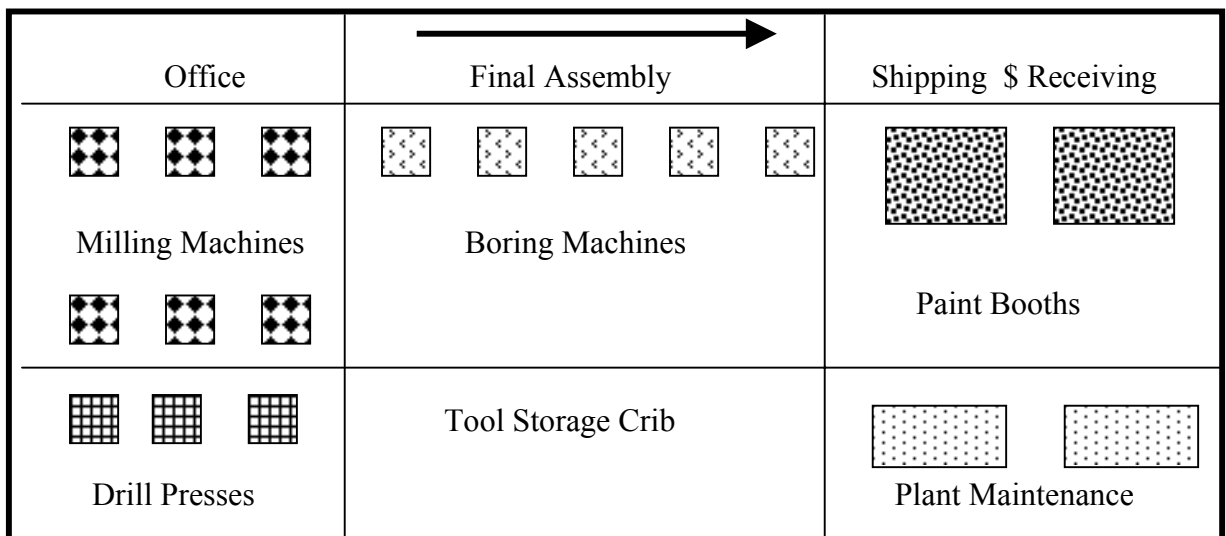 Office
Final Assembly
Shipping $ Receiving
Milling Machines
Boring Machines
Paint Booths
Drill Presses
Tool Storage Crib
Plant Maintenance